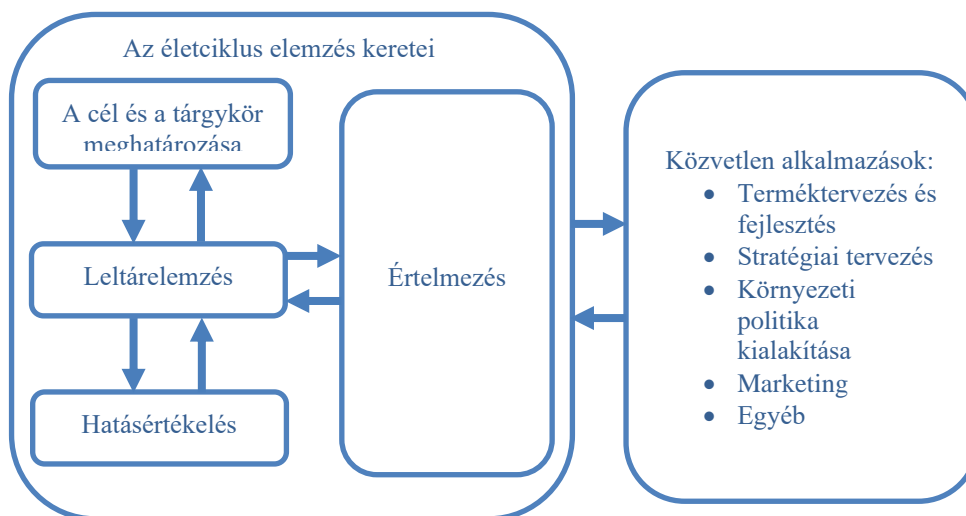 Az életciklus elemzés keretei
A cél és a tárgykör
meghatározása
Leltárelemzés
Hatásértékelés
Értelmezés
Közvetlen alkalmazások:
• Terméktervezés és
fejlesztés
• Stratégiai tervezés
• Környezeti
politika
kialakítása
• Marketing
• Egyéb